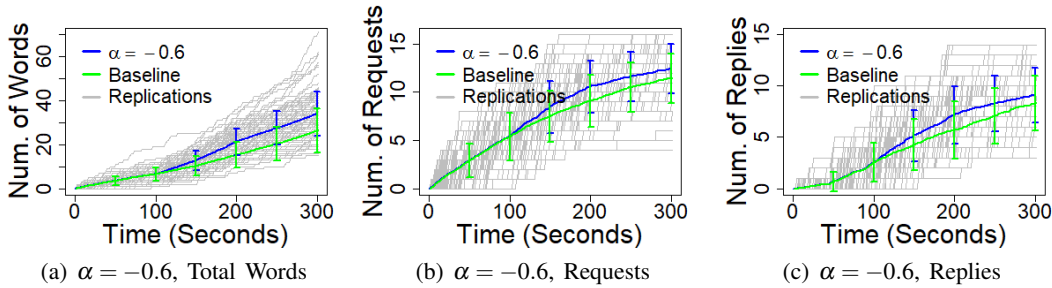 Num. of Words
0 20 40 60
α = −0.6
Baseline
Replications
0 50 100 150 200 250 300
Time (Seconds)
(a) α = −0.6, Total Words
Num. of Requests
0 5 10 15
α = −0.6
Baseline
Replications
0 100 200 300
Time (Seconds)
(b) α = −0.6, Requests
Num. of Replies
0 5 10 15
α = −0.6
Baseline
Replications
0 100 200 300
Time (Seconds)
(c) α = −0.6, Replies